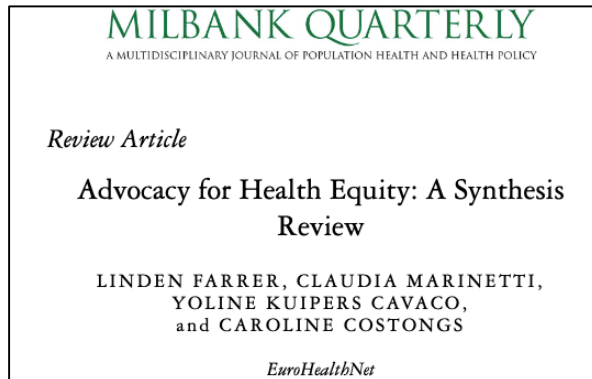 MILBANK QUARTERLY
A MULTIDISCIPLINARY JOURNAL OF POPULATION HEALTH AND HEALTH POLICY
Review Article
Advocacy for Health Equity: A Synthesis
Review
LINDEN FARRER, CLAUDIA MARINETTI,
YOLINE KUIPERS CAVACO,
and CAROLINE COSTONGS
EuroHealthNet